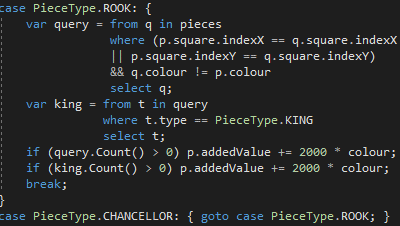 case PieceType.ROOK: {
var query = from q in pieces
where (p.square.indexX == q.square.indexX
|| p.square.indexY == q.square.indexY)
&& q.colour != p.colour
select q;
var king = from t in query
where t.type == PieceType.KING
select t;
if (query.Count() > 0) p.addedValue += 2000 * colour;
if (king.Count() > 0) p.addedValue += 2000 * colour;
break;
}
case PieceType.CHANCELLOR: { goto case PieceType.ROOK; }